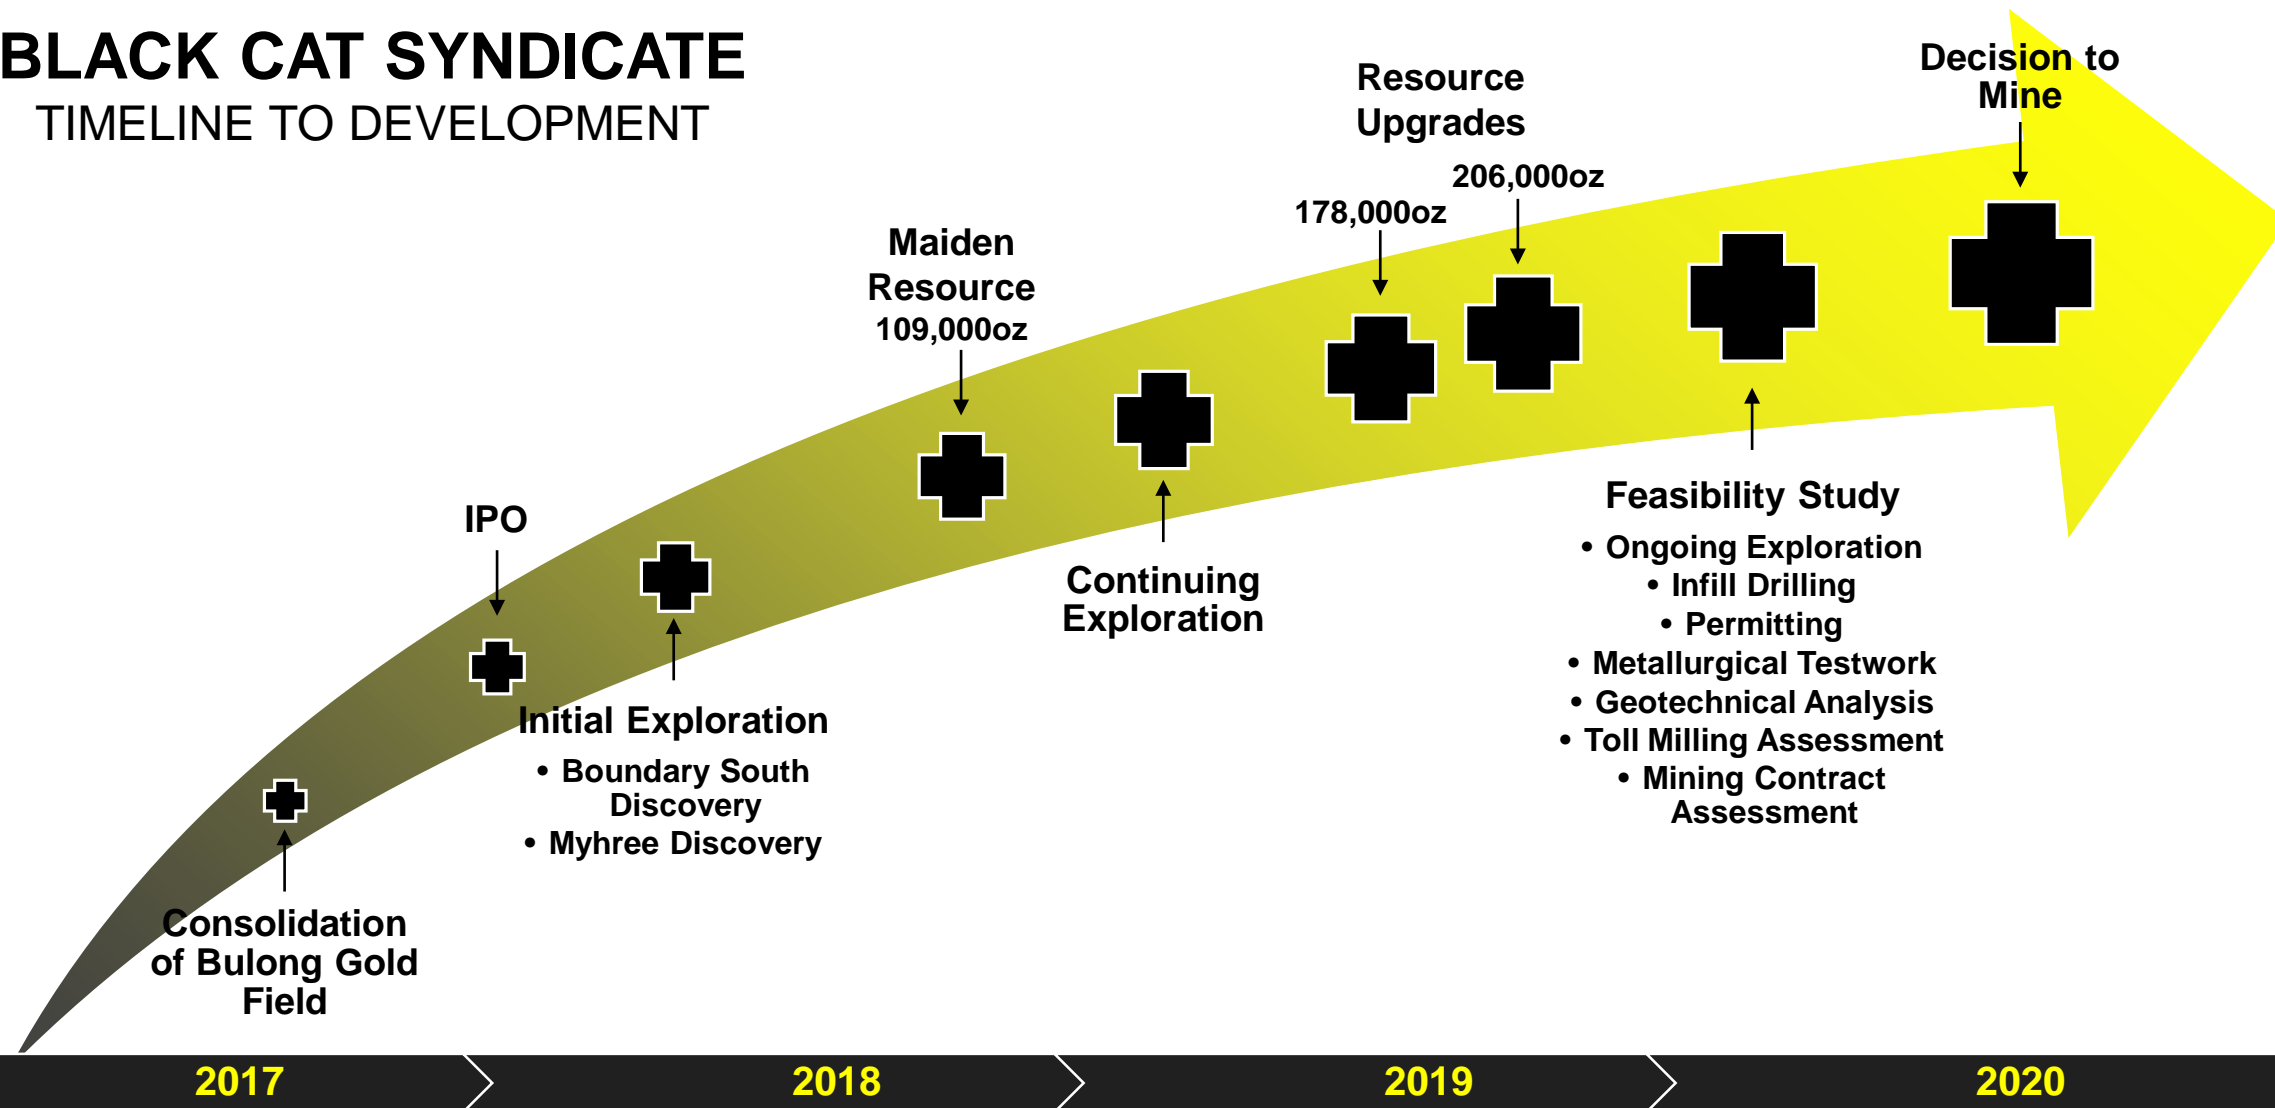 BLACK CAT SYNDICATE
TIMELINE TO DEVELOPMENT
Decision to
Mine
Resource
Upgrades
206,000oz
178,000oz
Maiden
Resource
109,000oz
IPO
Feasibility Study
• Ongoing Exploration
• Infill Drilling
• Permitting
• Metallurgical Testwork
• Geotechnical Analysis
• Toll Milling Assessment
• Mining Contract
Assessment
Continuing
Exploration
Initial Exploration
• Boundary South
Discovery
• Myhree Discovery
Consolidation
of Bulong Gold
Field
2017
2018
2019
2020